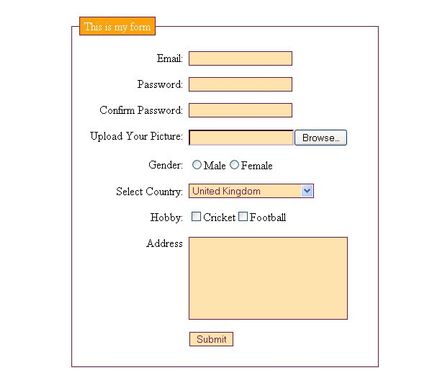 This is my form
Email:
Password:
Confirm Password:
Upload Your Picture: Browse..
Gender: Male Female
Select Country: United Kingdom
Hobby: Cricket Football
Address
Submit